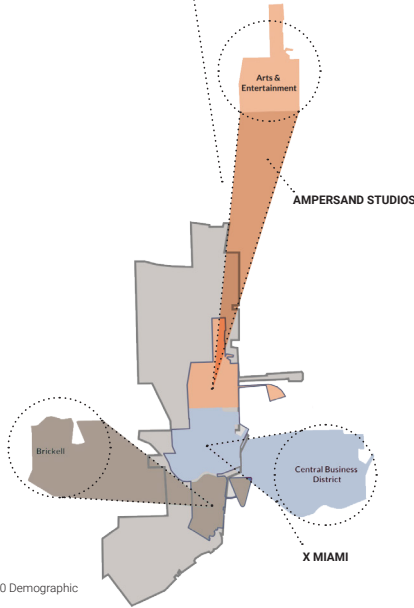 Arts &
Entertainment
AMPERSAND STUDIOS
Brickell
Central Business
District
X MIAMI
0 Demographic